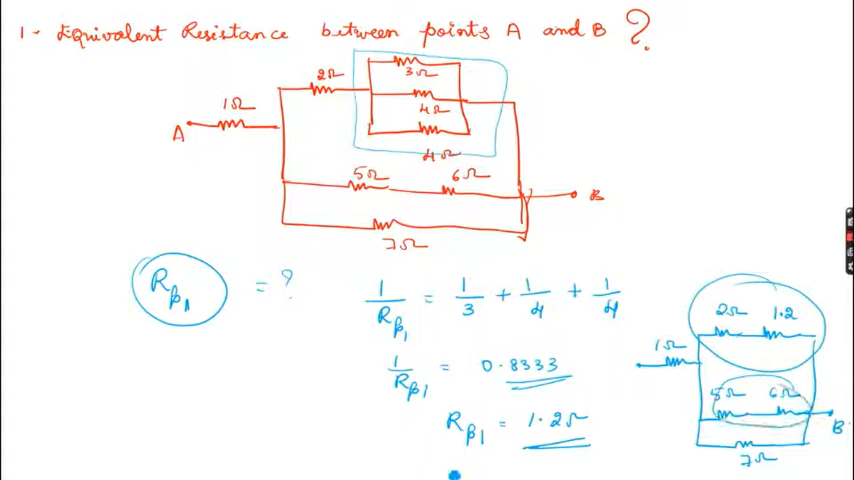 1- Equivalent Resistance between points A and B ?
2Ω 3Ω
4Ω
4Ω
1Ω
A
5Ω 6Ω
B
7Ω
Rp1 = ?
1/Rp1 = 1/3 + 1/4 + 1/4
1/Rp1 = 0.8333
Rp1 = 1.2Ω
2Ω 1.2
1Ω
5Ω 6Ω
B
7Ω